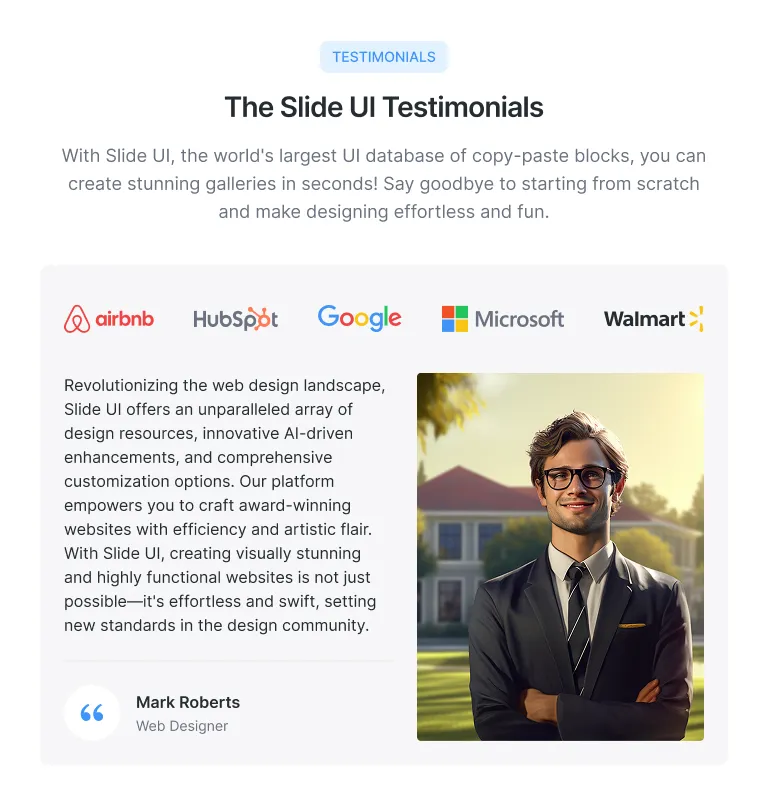 TESTIMONIALS
The Slide UI Testimonials
With Slide UI, the world's largest UI database of copy-paste blocks, you can
create stunning galleries in seconds! Say goodbye to starting from scratch
and make designing effortless and fun.
airbnb HubSpot Google Microsoft Walmart
Revolutionizing the web design landscape,
Slide UI offers an unparalleled array of
design resources, innovative AI-driven
enhancements, and comprehensive
customization options. Our platform
empowers you to craft award-winning
websites with efficiency and artistic flair.
With Slide UI, creating visually stunning
and highly functional websites is not just
possible—it's effortless and swift, setting
new standards in the design community.
Mark Roberts
Web Designer